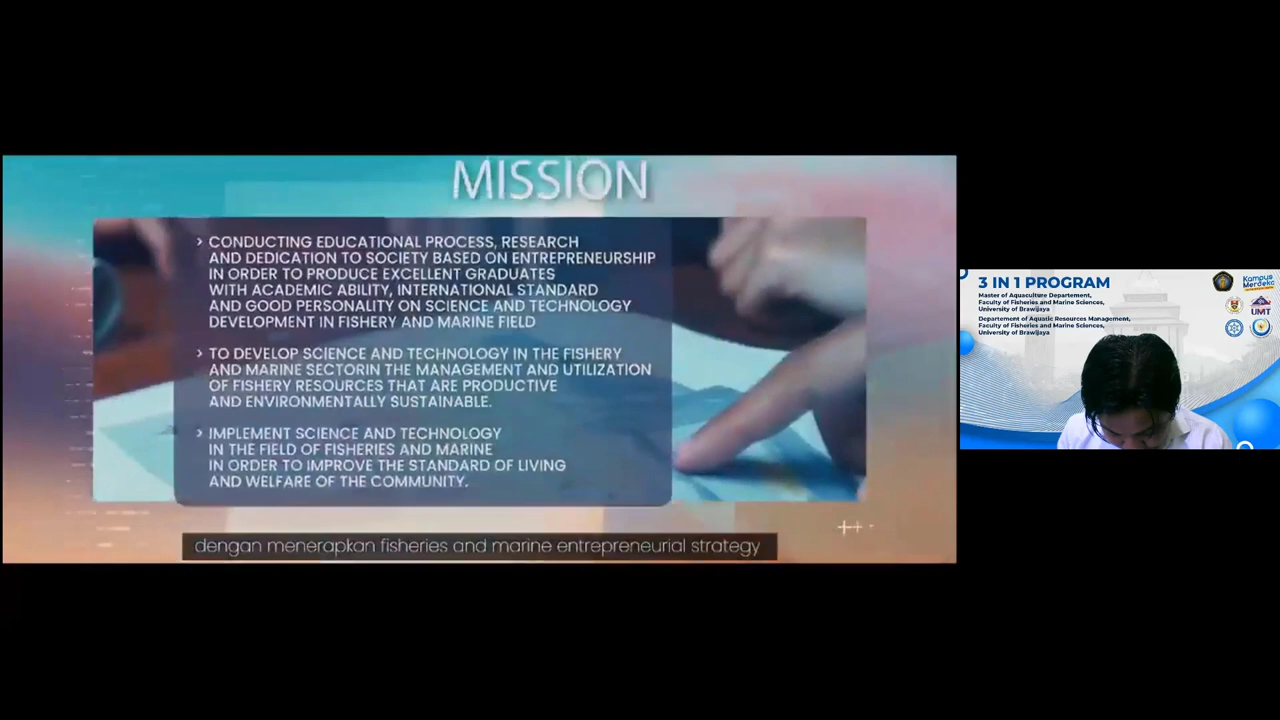 MISSION
› CONDUCTING EDUCATIONAL PROCESS, RESEARCH
AND DEDICATION TO SOCIETY BASED ON ENTREPRENEURSHIP
IN ORDER TO PRODUCE EXCELLENT GRADUATES
WITH ACADEMIC ABILITY, INTERNATIONAL STANDARD
AND GOOD PERSONALITY ON SCIENCE AND TECHNOLOGY
DEVELOPMENT IN FISHERY AND MARINE FIELD
› TO DEVELOP SCIENCE AND TECHNOLOGY IN THE FISHERY
AND MARINE SECTORIN THE MANAGEMENT AND UTILIZATION
OF FISHERY RESOURCES THAT ARE PRODUCTIVE
AND ENVIRONMENTALLY SUSTAINABLE.
› IMPLEMENT SCIENCE AND TECHNOLOGY
IN THE FIELD OF FISHERIES AND MARINE
IN ORDER TO IMPROVE THE STANDARD OF LIVING
AND WELFARE OF THE COMMUNITY.
dengan menerapkan fisheries and marine entrepreneurial strategy
3 IN 1 PROGRAM
Master of Aquaculture Departement,
Faculty of Fisheries and Marine Sciences,
University of Brawijaya
Departement of Aquatic Resources Management,
Faculty of Fisheries and Marine Sciences,
University of Brawijaya
Kampus
Merdeka
UMT